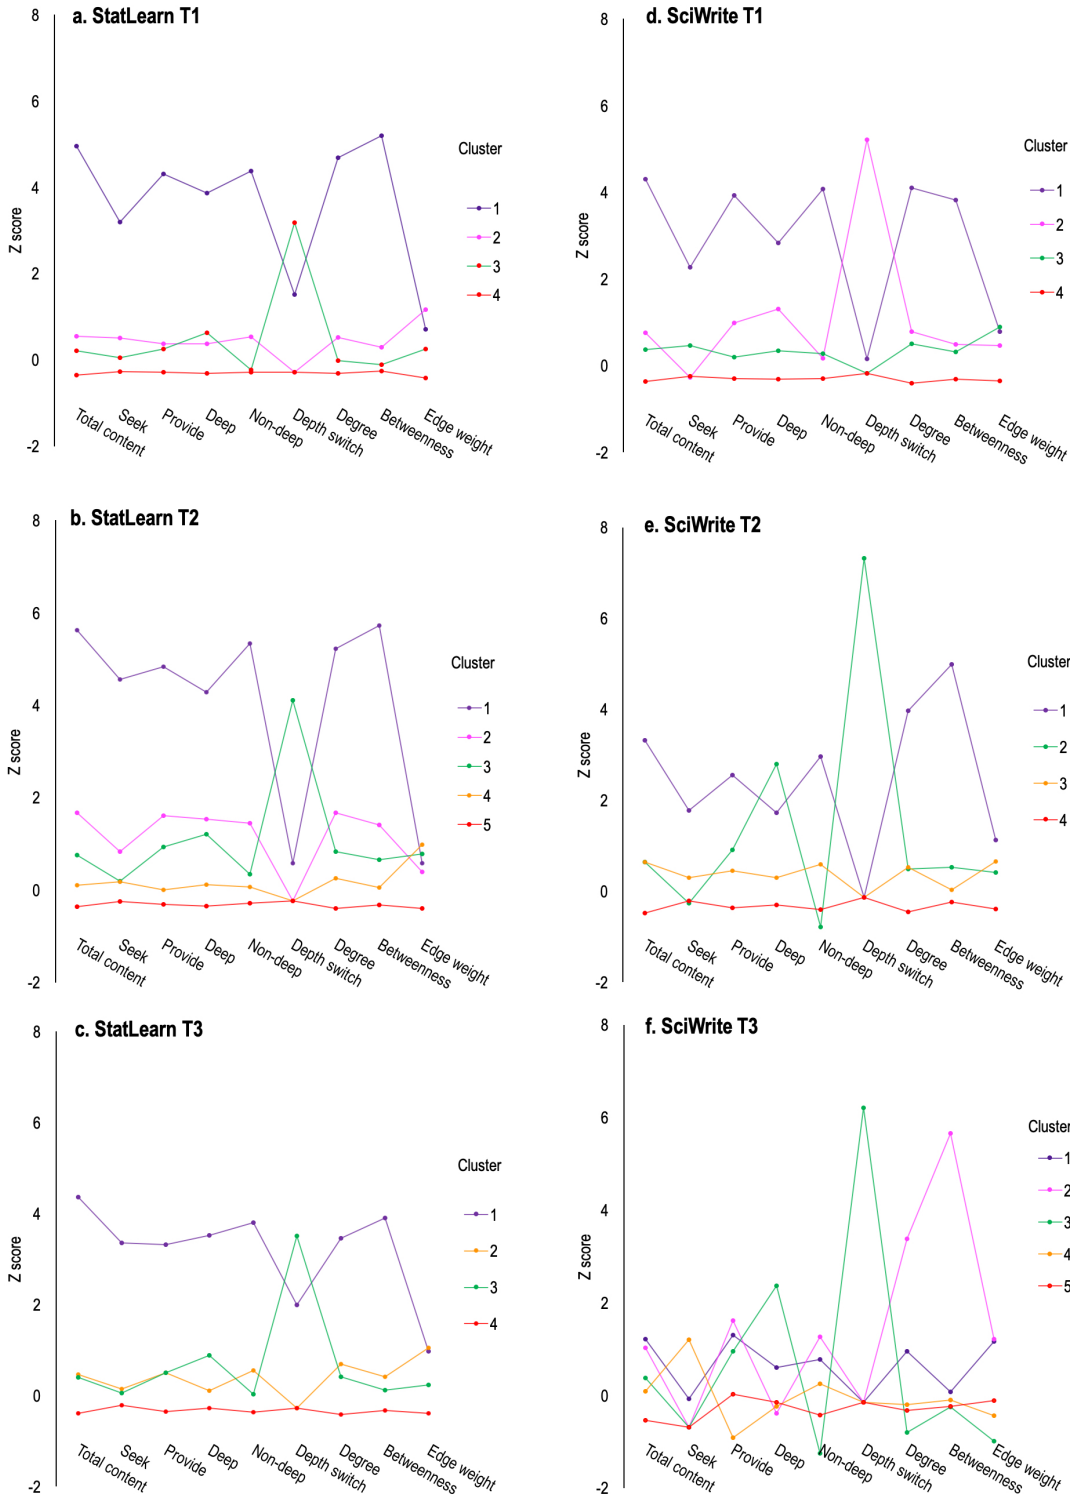 a. StatLearn T1
8
6
4
2
0
-2
Z score
Total content
Seek
Provide
Deep
Non-deep
Depth switch
Degree
Betweenness
Edge weight
Cluster
1
2
3
4
d. SciWrite T1
8
6
4
2
0
-2
Z score
Total content
Seek
Provide
Deep
Non-deep
Depth switch
Degree
Betweenness
Edge weight
Cluster
1
2
3
4
b. StatLearn T2
8
6
4
2
0
-2
Z score
Total content
Seek
Provide
Deep
Non-deep
Depth switch
Degree
Betweenness
Edge weight
Cluster
1
2
3
4
5
e. SciWrite T2
8
6
4
2
0
-2
Z score
Total content
Seek
Provide
Deep
Non-deep
Depth switch
Degree
Betweenness
Edge weight
Cluster
1
2
3
4
c. StatLearn T3
8
6
4
2
0
-2
Z score
Total content
Seek
Provide
Deep
Non-deep
Depth switch
Degree
Betweenness
Edge weight
Cluster
1
2
3
4
f. SciWrite T3
8
6
4
2
0
-2
Z score
Total content
Seek
Provide
Deep
Non-deep
Depth switch
Degree
Betweenness
Edge weight
Cluster
1
2
3
4
5